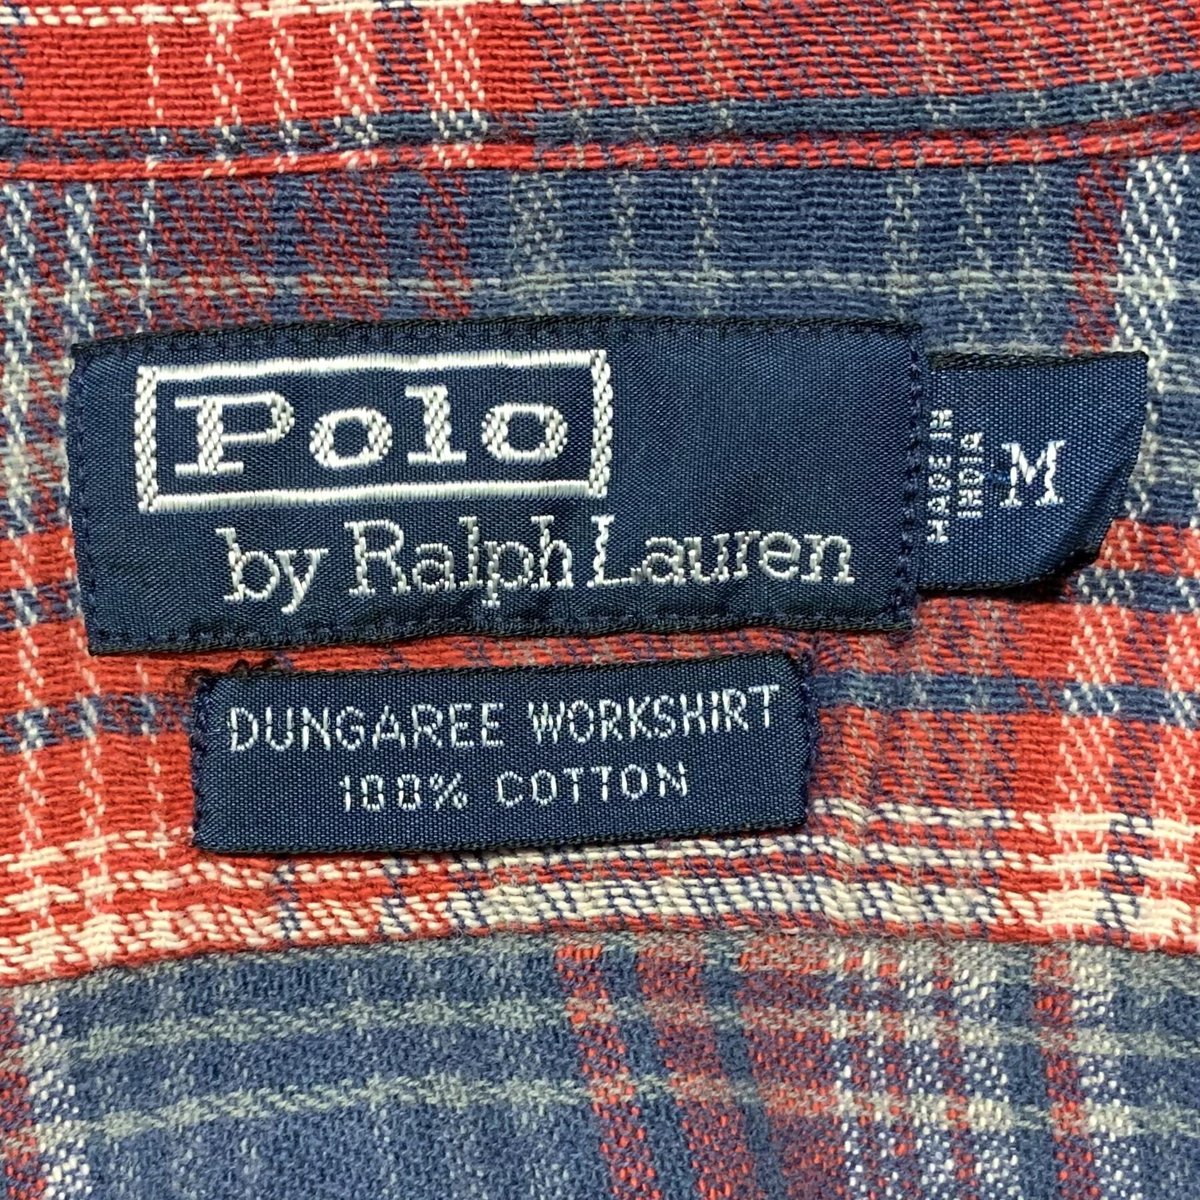 Polo
by Ralph Lauren
MADE IN
INDIA
M
DUNGAREE WORKSHIRT
100% COTTON